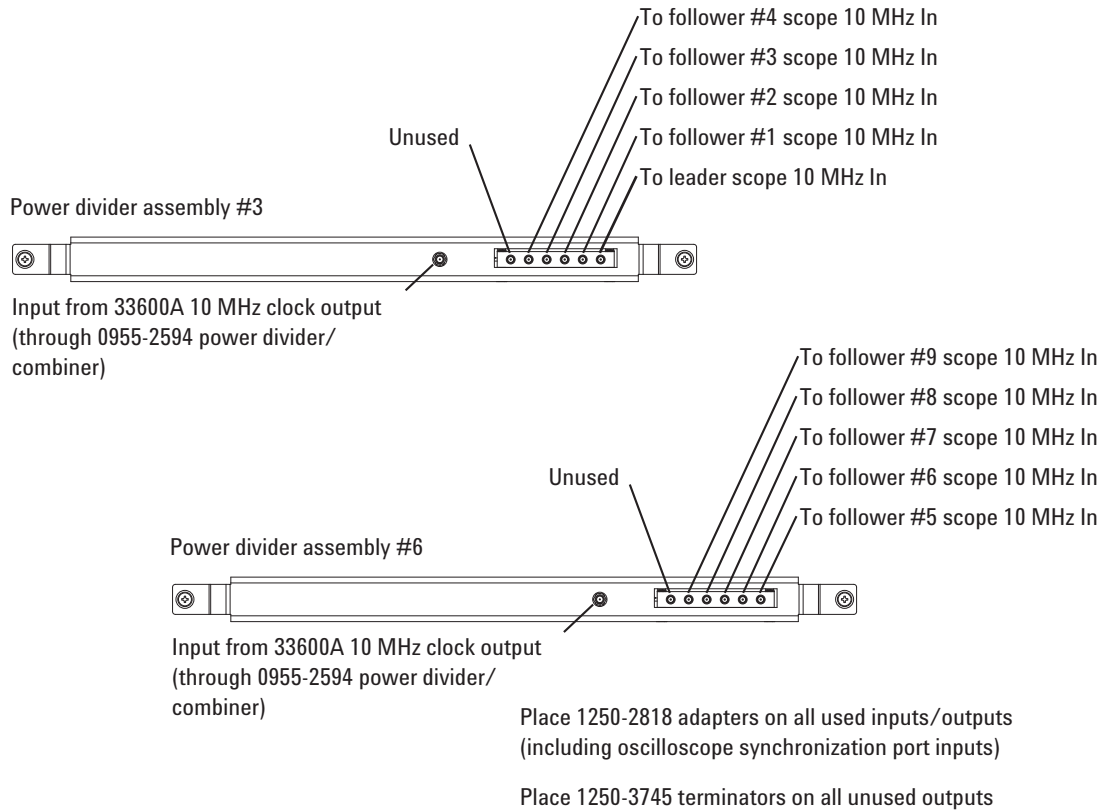 To follower #4 scope 10 MHz In
To follower #3 scope 10 MHz In
To follower #2 scope 10 MHz In
Unused
To follower #1 scope 10 MHz In
To leader scope 10 MHz In
Power divider assembly #3
Input from 33600A 10 MHz clock output
(through 0955-2594 power divider/
combiner)
To follower #9 scope 10 MHz In
To follower #8 scope 10 MHz In
To follower #7 scope 10 MHz In
Unused
To follower #6 scope 10 MHz In
To follower #5 scope 10 MHz In
Power divider assembly #6
Input from 33600A 10 MHz clock output
(through 0955-2594 power divider/
combiner)
Place 1250-2818 adapters on all used inputs/outputs
(including oscilloscope synchronization port inputs)
Place 1250-3745 terminators on all unused outputs